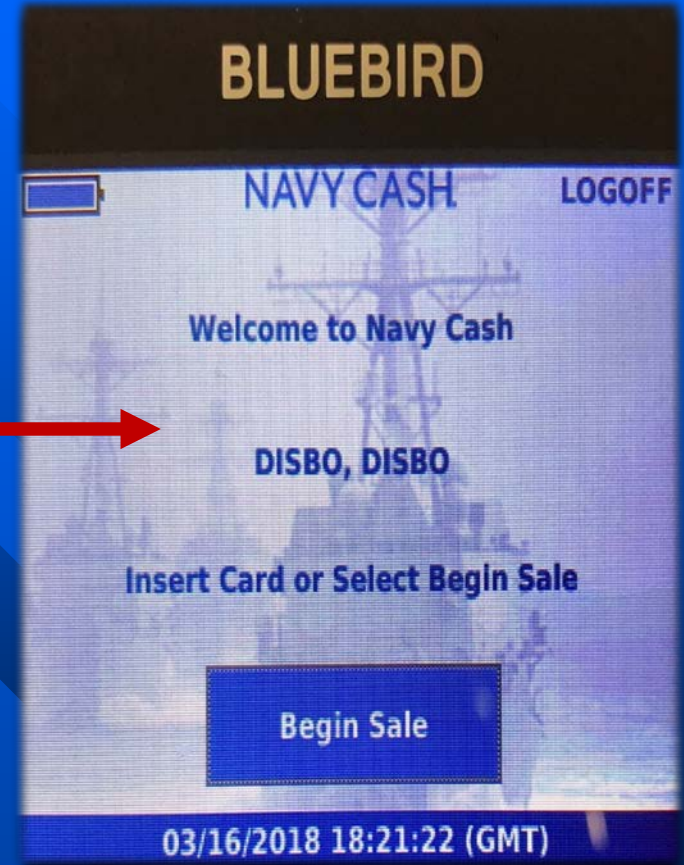 BLUEBIRD
NAVY CASH LOGOFF
Welcome to Navy Cash
DISBO, DISBO
Insert Card or Select Begin Sale
Begin Sale
03/16/2018 18:21:22 (GMT)